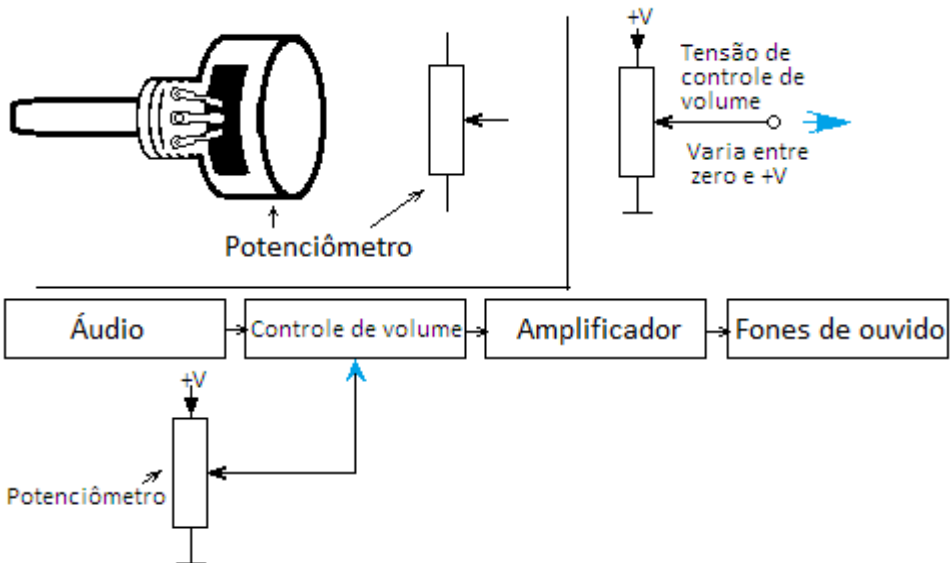 +V
Tensão de
controle de
volume
Varia entre
zero e +V
Potenciômetro
Áudio
Controle de volume
Amplificador
Fones de ouvido
+V
Potenciômetro